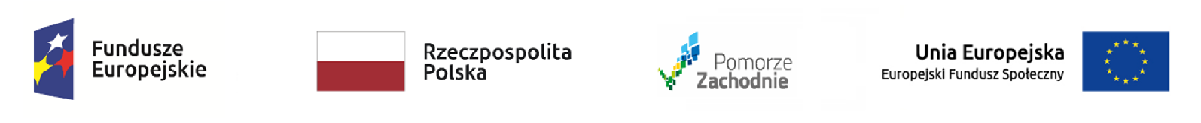 Fundusze
Europejskie
Rzeczpospolita
Polska
Pomorze
Zachodnie
Unia Europejska
Europejski Fundusz Społeczny